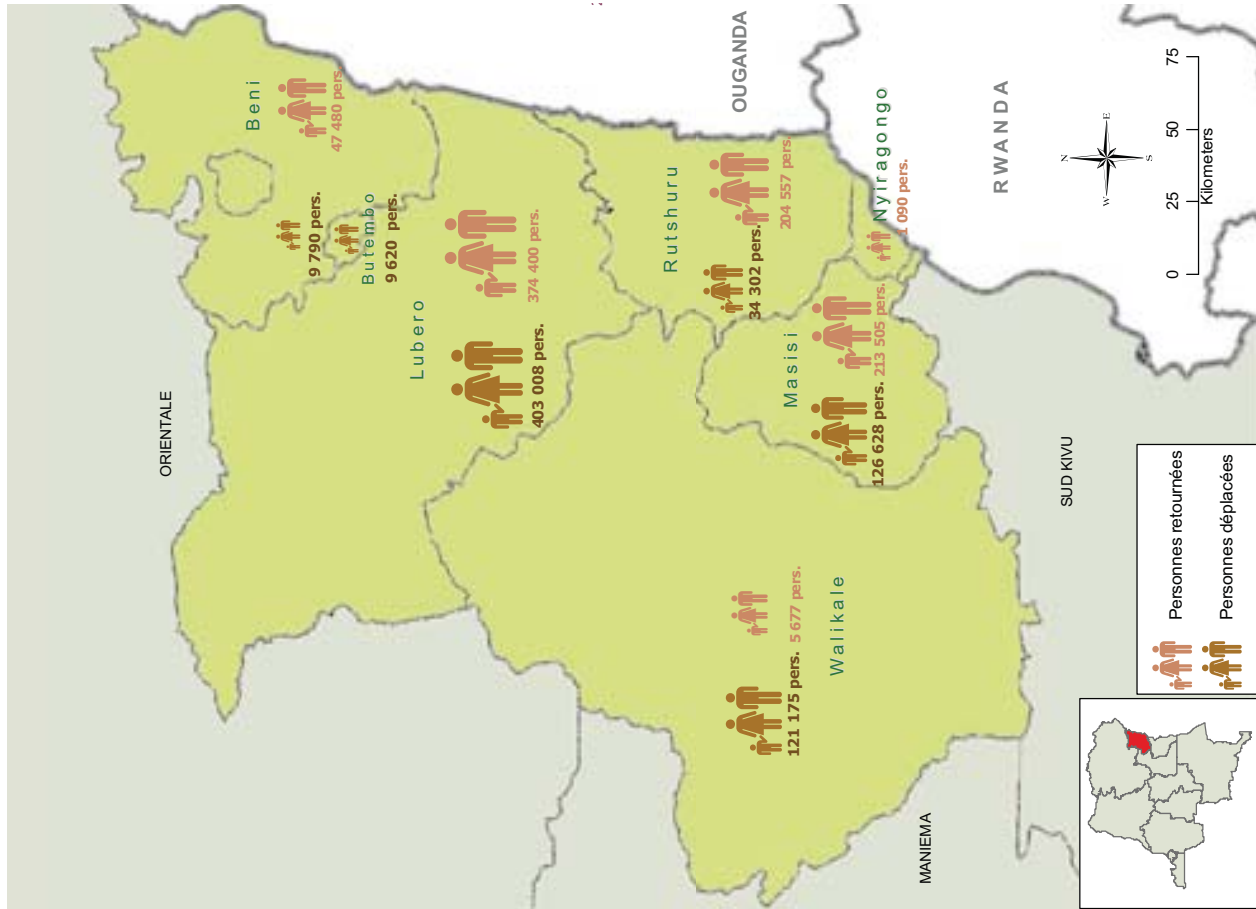 ORIENTALE
Beni
47 480 pers.
9 790 pers.
Butembo
9 620 pers.
Lubero
374 400 pers.
403 008 pers.
OUGANDA
Rutshuru
204 557 pers.
34 302 pers.
Nyiragongo
1 090 pers.
Masisi
213 505 pers.
126 628 pers.
RWANDA
Walikale
121 175 pers.
5 677 pers.
MANIEMA
SUD KIVU
N
W
E
S
0 25 50 75
Kilometers
Personnes retournées
Personnes déplacées